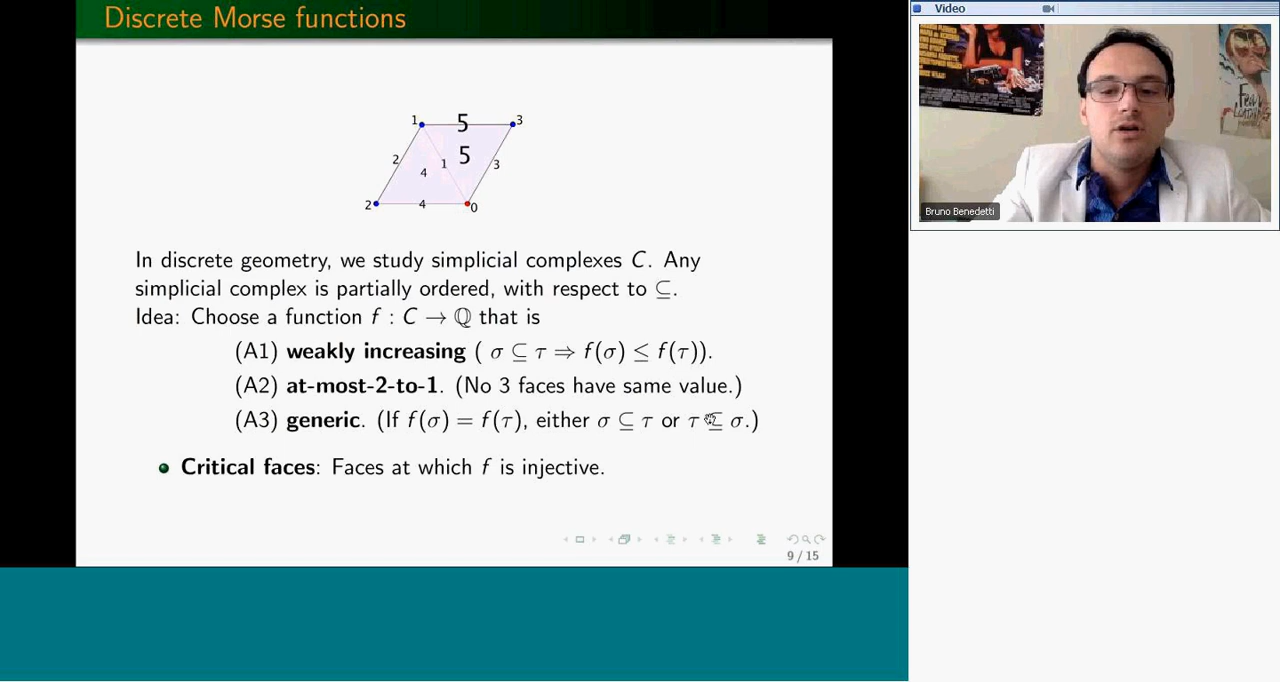 Discrete Morse functions
1 5 3
2 4 1 5 3
2 4 0
In discrete geometry, we study simplicial complexes C. Any
simplicial complex is partially ordered, with respect to ⊆.
Idea: Choose a function f : C → ℚ that is
(A1) weakly increasing ( σ ⊆ τ ⇒ f(σ) ≤ f(τ)).
(A2) at-most-2-to-1. (No 3 faces have same value.)
(A3) generic. (If f(σ) = f(τ), either σ ⊆ τ or τ ⊆ σ.)
Critical faces: Faces at which f is injective.
9 / 15
Video
Bruno Benedetti